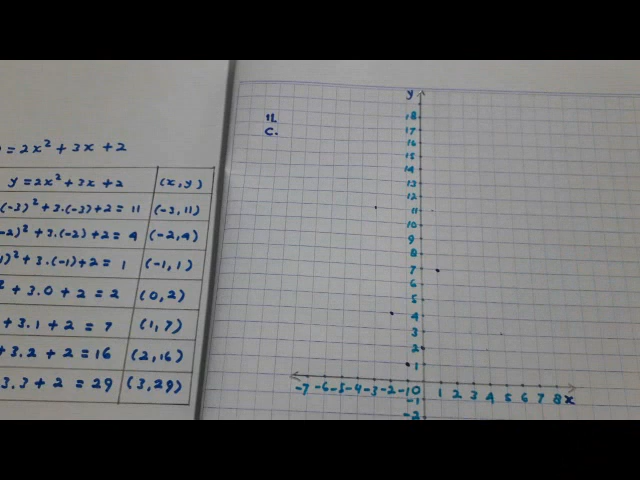 = 2x² + 3x + 2
y = 2x² + 3x + 2 (x,y)
(-3)² + 3.(-3) + 2 = 11 (-3, 11)
-2)² + 3.(-2) + 2 = 4 (-2, 4)
1)² + 3.(-1) + 2 = 1 (-1, 1)
² + 3.0 + 2 = 2 (0, 2)
+ 3.1 + 2 = 7 (1, 7)
+ 3.2 + 2 = 16 (2, 16)
3.3 + 2 = 29 (3, 29)
1L
C.
y
18
17
16
15
14
13
12
11
10
9
8
7
6
5
4
3
2
1
-7 -6 -5 -4 -3 -2 -1 0 1 2 3 4 5 6 7 8 x
-1
-2